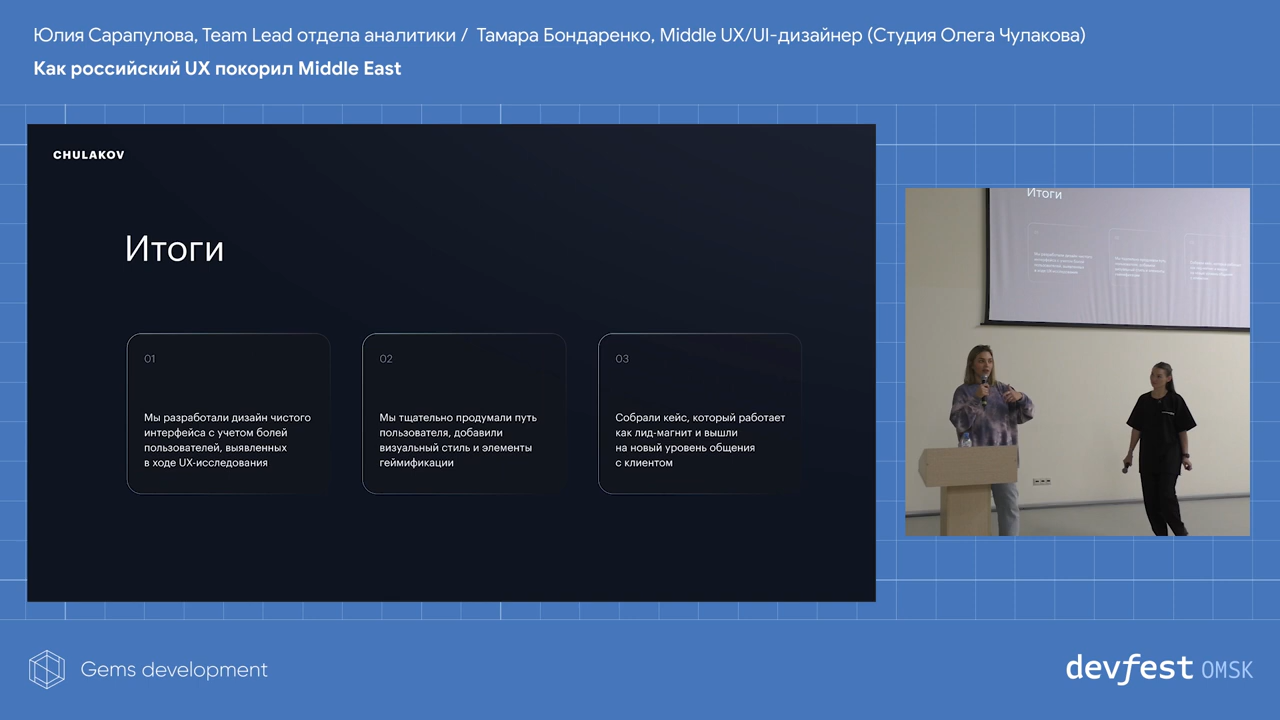 Юлия Сарапулова, Team Lead отдела аналитики / Тамара Бондаренко, Middle UX/UI-дизайнер (Студия Олега Чулакова)
Как российский UX покорил Middle East
CHULAKOV
Итоги
01
Мы разработали дизайн чистого
интерфейса с учетом болей
пользователей, выявленных
в ходе UX-исследования
02
Мы тщательно продумали путь
пользователя, добавили
визуальный стиль и элементы
геймификации
03
Собрали кейс, который работает
как лид-магнит и вышли
на новый уровень общения
с клиентом
Итоги
Gems development
devfest OMSK